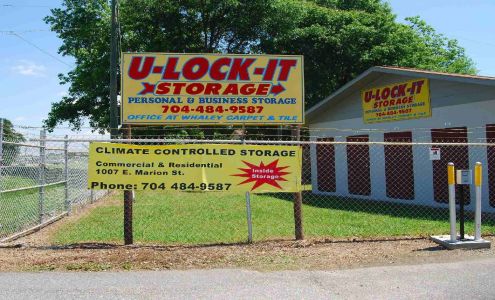 U-LOCK-IT
STORAGE
PERSONAL & BUSINESS STORAGE
704-484-9587
OFFICE AT WHALEY CARPET & TILE
U-LOCK-IT
STORAGE
PERSONAL & BUSINESS STORAGE
704-484-9587
CLIMATE CONTROLLED STORAGE
Commercial & Residential
1007 E. Marion St.
Inside
Storage
Phone: 704 484-9587